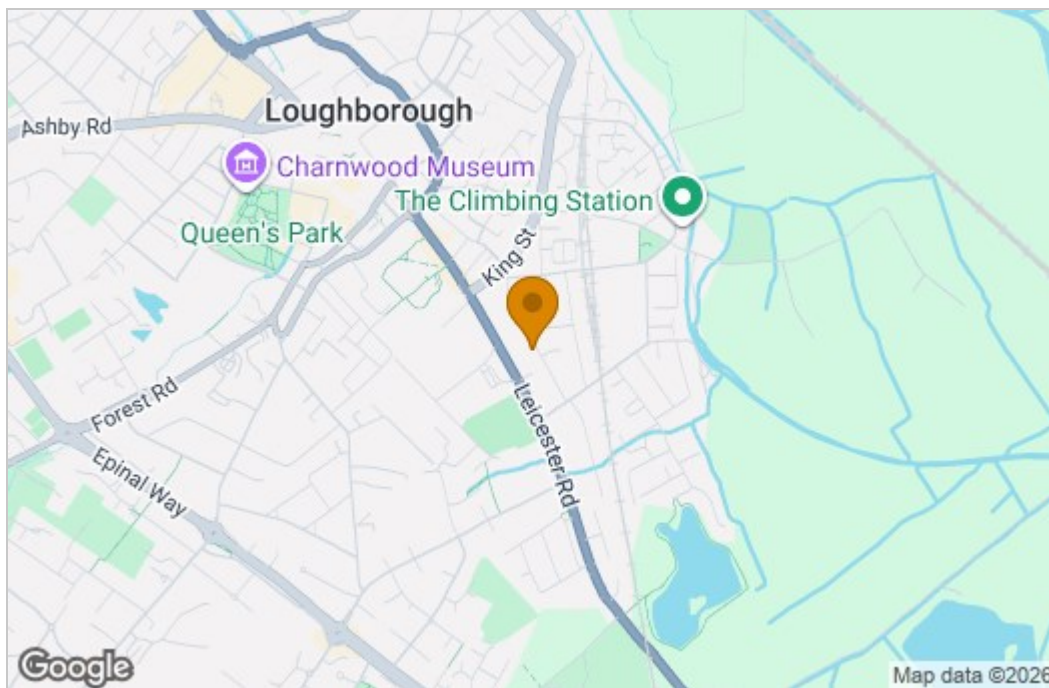 Loughborough
Ashby Rd
Charnwood Museum
The Climbing Station
Queen's Park
King St
Forest Rd
Leicester Rd
Epinal Way
Google
Map data ©2026